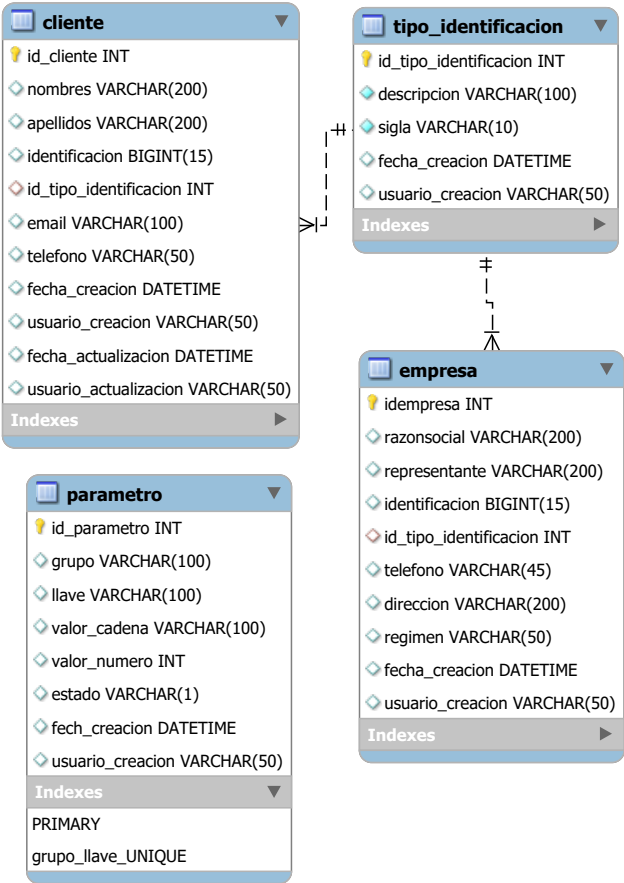 cliente
id_cliente INT
nombres VARCHAR(200)
apellidos VARCHAR(200)
identificacion BIGINT(15)
id_tipo_identificacion INT
email VARCHAR(100)
telefono VARCHAR(50)
fecha_creacion DATETIME
usuario_creacion VARCHAR(50)
fecha_actualizacion DATETIME
usuario_actualizacion VARCHAR(50)
Indexes
tipo_identificacion
id_tipo_identificacion INT
descripcion VARCHAR(100)
sigla VARCHAR(10)
fecha_creacion DATETIME
usuario_creacion VARCHAR(50)
Indexes
empresa
idempresa INT
razonsocial VARCHAR(200)
representante VARCHAR(200)
identificacion BIGINT(15)
id_tipo_identificacion INT
telefono VARCHAR(45)
direccion VARCHAR(200)
regimen VARCHAR(50)
fecha_creacion DATETIME
usuario_creacion VARCHAR(50)
Indexes
parametro
id_parametro INT
grupo VARCHAR(100)
llave VARCHAR(100)
valor_cadena VARCHAR(100)
valor_numero INT
estado VARCHAR(1)
fech_creacion DATETIME
usuario_creacion VARCHAR(50)
Indexes
PRIMARY
grupo_llave_UNIQUE